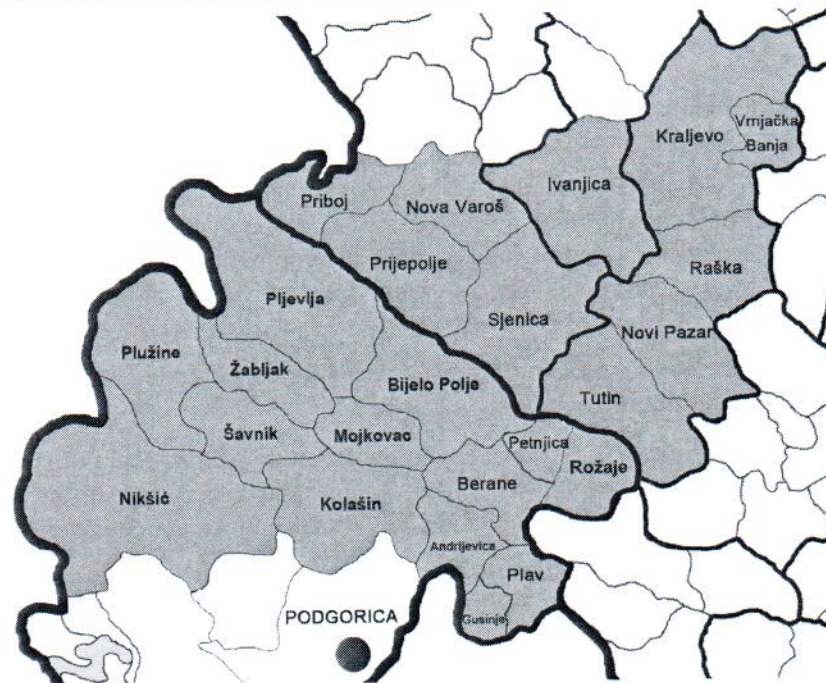 Vrnjačka
Kraljevo
Banja
Ivanjica
Priboj
Nova Varoš
Prijepolje
Raška
Pljevlja
Sjenica
Novi Pazar
Plužine
Žabljak
Bijelo Polje
Tutin
Šavnik
Mojkovac
Petnjica
Rožaje
Berane
Nikšić
Kolašin
Andrijevica
Plav
PODGORICA
Gusinje